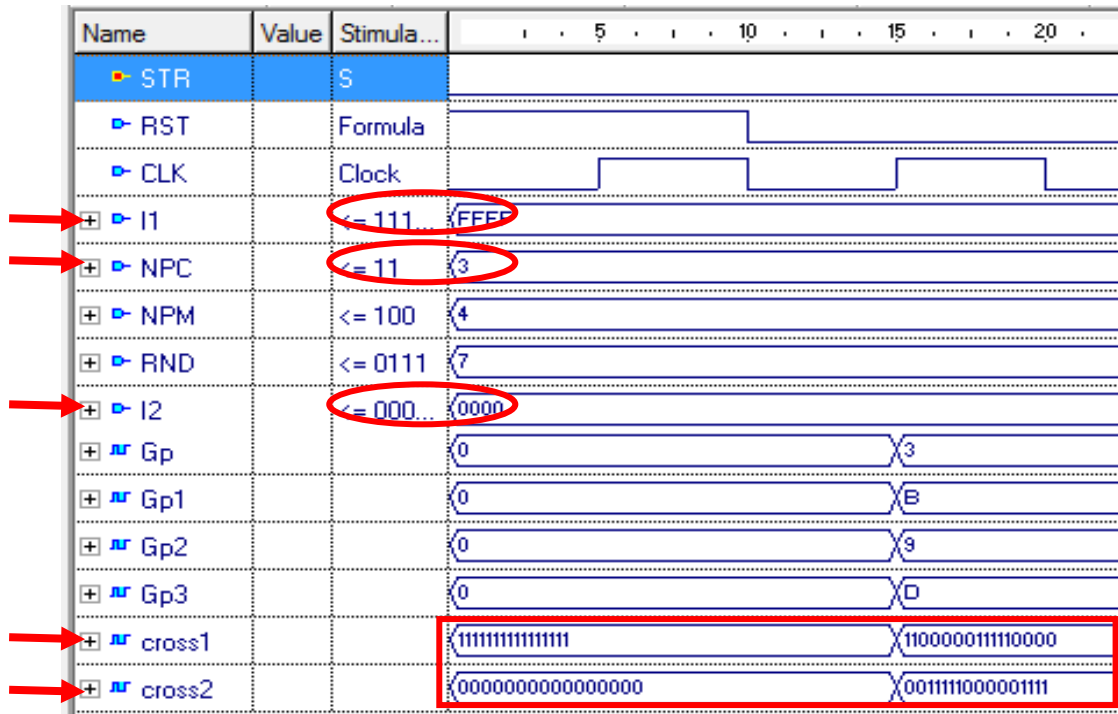 Name Value Stimula... 5 10 15 20
STR S
RST Formula
CLK Clock
I1 <= 111... FFFF
NPC <= 11 3
NPM <= 100 4
RND <= 0111 7
I2 <= 000... 0000
Gp 0 3
Gp1 0 B
Gp2 0 9
Gp3 0 D
cross1 1111111111111111 1100000111110000
cross2 0000000000000000 0011111000001111